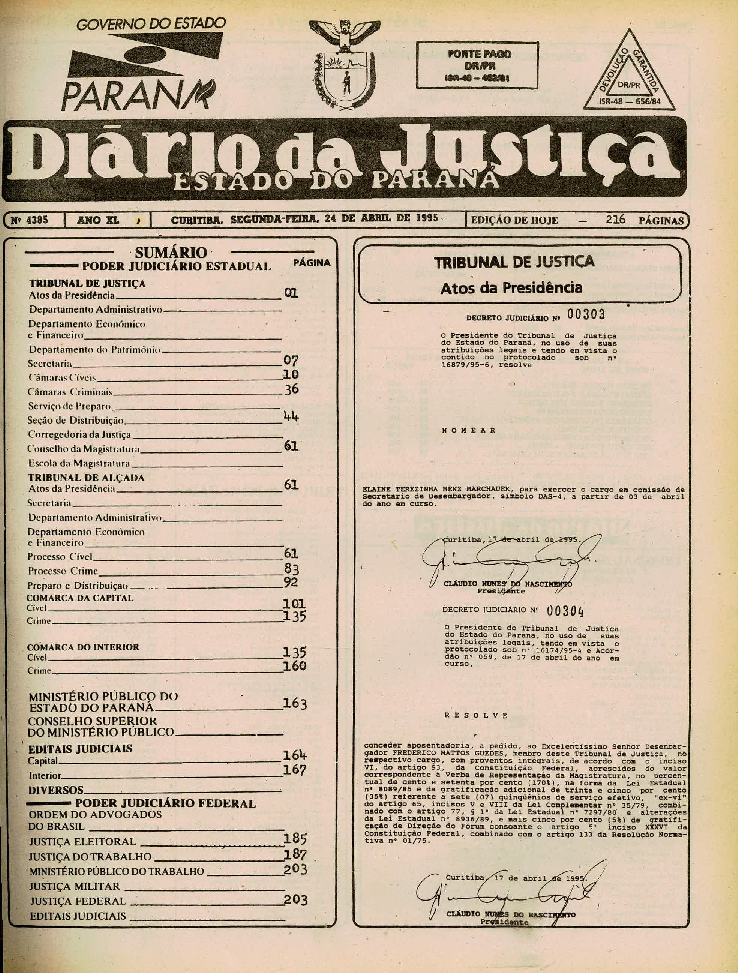 GOVERNO DO ESTADO
PARANÁ
PORTE PAGO
DR/PR
ISR-48 - 462/81
DEVOLUÇÃO
GARANTIDA
DR/PR
ISR-48 — 656/84
Diário da Justiça
ESTADO DO PARANÁ
Nº 4385 ANO XL CURITIBA, SEGUNDA-FEIRA, 24 DE ABRIL DE 1995 EDIÇÃO DE HOJE — 216 PÁGINAS
SUMÁRIO
PODER JUDICIÁRIO ESTADUAL PÁGINA
TRIBUNAL DE JUSTIÇA
Atos da Presidência 01
Departamento Administrativo
Departamento Econômico
e Financeiro
Departamento do Patrimônio
Secretaria 07
Câmaras Cíveis 10
Câmaras Criminais 36
Serviço de Preparo
Seção de Distribuição 44
Corregedoria da Justiça
Conselho da Magistratura 61
Escola da Magistratura
TRIBUNAL DE ALÇADA
Atos da Presidência 61
Secretaria
Departamento Administrativo
Departamento Econômico
e Financeiro
Processo Cível 61
Processo Crime 83
Preparo e Distribuição 92
COMARCA DA CAPITAL
Cível 101
Crime 135
COMARCA DO INTERIOR
Cível 135
Crime 160
MINISTÉRIO PÚBLICO DO
ESTADO DO PARANÁ 163
CONSELHO SUPERIOR
DO MINISTÉRIO PÚBLICO
EDITAIS JUDICIAIS
Capital 164
Interior 167
DIVERSOS
PODER JUDICIÁRIO FEDERAL
ORDEM DO ADVOGADOS
DO BRASIL
JUSTIÇA ELEITORAL 185
JUSTIÇA DO TRABALHO 187
MINISTÉRIO PÚBLICO DO TRABALHO 203
JUSTIÇA MILITAR
JUSTIÇA FEDERAL 203
EDITAIS JUDICIAIS
TRIBUNAL DE JUSTIÇA
Atos da Presidência
DECRETO JUDICIÁRIO Nº 00303
O Presidente do Tribunal de Justiça
do Estado do Paraná, no uso de suas
atribuições legais e tendo em vista o
contido no protocolado sob nº
16879/95-6, resolve
N O M E A R
ELAINE TEREZINHA MENZ MARCHADEK, para exercer o cargo em comissão de
Secretário de Desembargador, símbolo DAS-4, a partir de 03 de abril
do ano em curso.
Curitiba, 17 de abril de 1995.
CLÁUDIO NUNES DO NASCIMENTO
Presidente
DECRETO JUDICIÁRIO Nº 00304
O Presidente do Tribunal de Justiça
do Estado do Paraná, no uso de suas
atribuições legais, tendo em vista o
protocolado sob nº 10174/95-4 e Acór-
dão nº 059, de 17 de abril do ano em
curso,
R E S O L V E
conceder aposentadoria, a pedido, ao Excelentíssimo Senhor Desembar-
gador FREDERICO MATTOS GUEDES, membro deste Tribunal de Justiça, no
respectivo cargo, com proventos integrais, de acordo com o inciso
VI, do artigo 93, da Constituição Federal, acrescidos do valor
correspondente à Verba de Representação da Magistratura, no percen-
tual de cento e setenta por cento (170%), na forma da Lei Estadual
nº 8089/85 e da gratificação adicional de trinta e cinco por cento
(35%) referente a sete (07) quinqüênios de serviço efetivo, "ex-vi"
do artigo 65, incisos V e VIII da Lei Complementar nº 35/79, combi-
nado com o artigo 77, § 1º da Lei Estadual nº 7297/80 e alterações
da Lei Estadual nº 8936/89, e mais cinco por cento (5%) de gratifi-
cação de Direção do Forum consoante o artigo 5º inciso XXXVI da
Constituição Federal, combinado com o artigo 133 da Resolução Norma-
tiva nº 01/75.
Curitiba, 17 de abril de 1995.
CLÁUDIO NUNES DO NASCIMENTO
Presidente